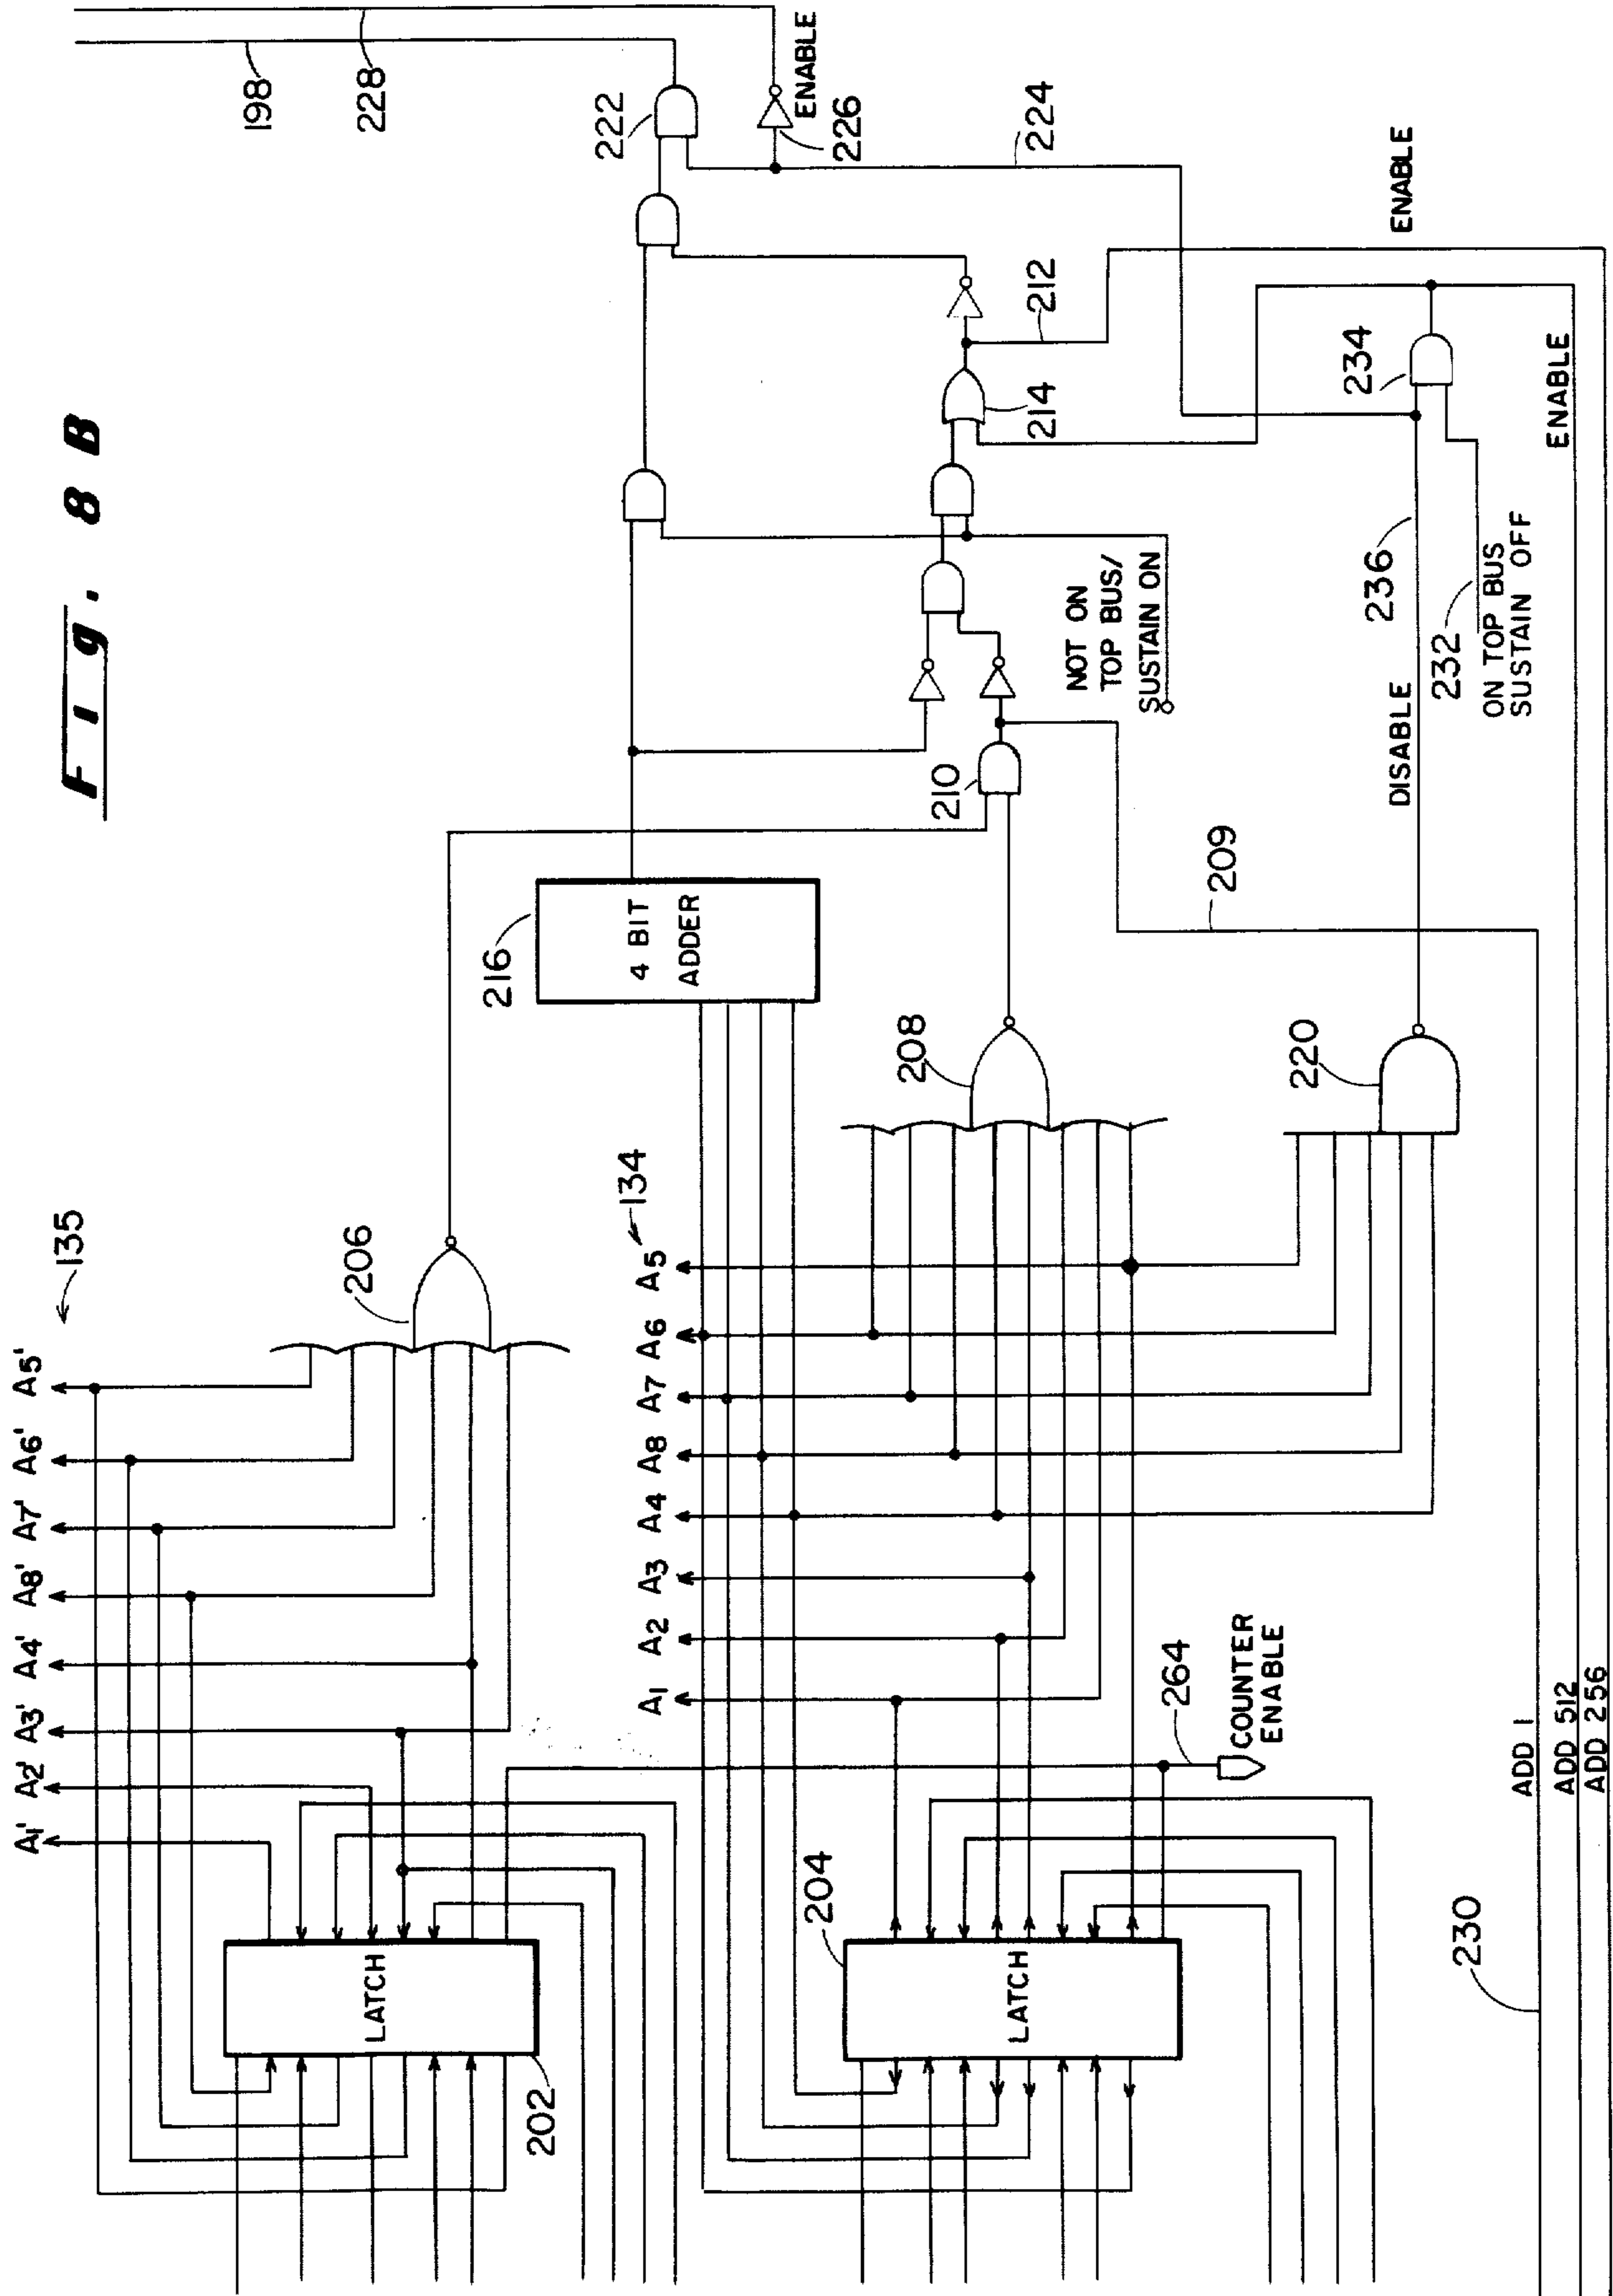 Fig. 8B
198
228
222
ENABLE
226
224
ENABLE
212
214
234
ENABLE
236
232
ON TOP BUS
SUSTAIN OFF
NOT ON
TOP BUS/
SUSTAIN ON
DISABLE
210
209
216
4 BIT
ADDER
208
220
135
206
134
A1' A2' A3' A4' A8' A7' A6' A5'
A1 A2 A3 A4 A8 A7 A6 A5
264
COUNTER
ENABLE
LATCH
202
204
LATCH
230
ADD 1
ADD 512
ADD 256